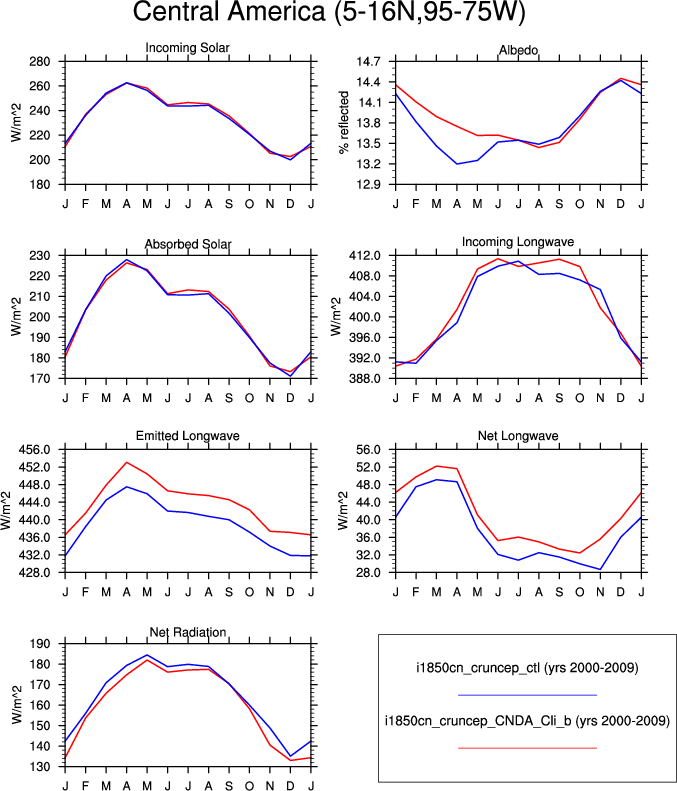 Central America (5-16N,95-75W)
Incoming Solar
280
260
240
220
200
180
W/m^2
J F M A M J J A S O N D J
Albedo
14.7
14.4
14.1
13.8
13.5
13.2
12.9
% reflected
J F M A M J J A S O N D J
Absorbed Solar
230
220
210
200
190
180
170
W/m^2
J F M A M J J A S O N D J
Incoming Longwave
412.0
408.0
404.0
400.0
396.0
392.0
388.0
W/m^2
J F M A M J J A S O N D J
Emitted Longwave
456.0
452.0
448.0
444.0
440.0
436.0
432.0
428.0
W/m^2
J F M A M J J A S O N D J
Net Longwave
56.0
52.0
48.0
44.0
40.0
36.0
32.0
28.0
W/m^2
J F M A M J J A S O N D J
Net Radiation
190
180
170
160
150
140
130
W/m^2
J F M A M J J A S O N D J
i1850cn_cruncep_ctl (yrs 2000-2009)
i1850cn_cruncep_CNDA_Cli_b (yrs 2000-2009)